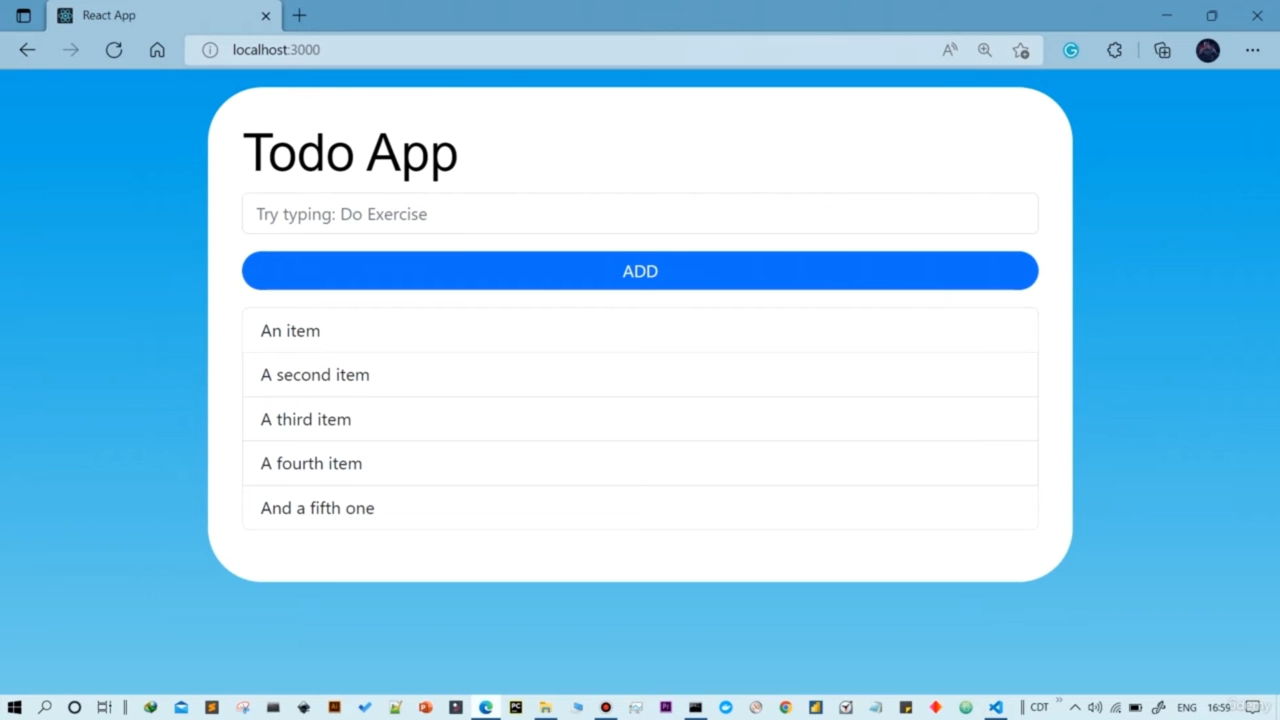 React App
localhost:3000
Todo App
Try typing: Do Exercise
ADD
An item
A second item
A third item
A fourth item
And a fifth one
CDT
ENG
16:59